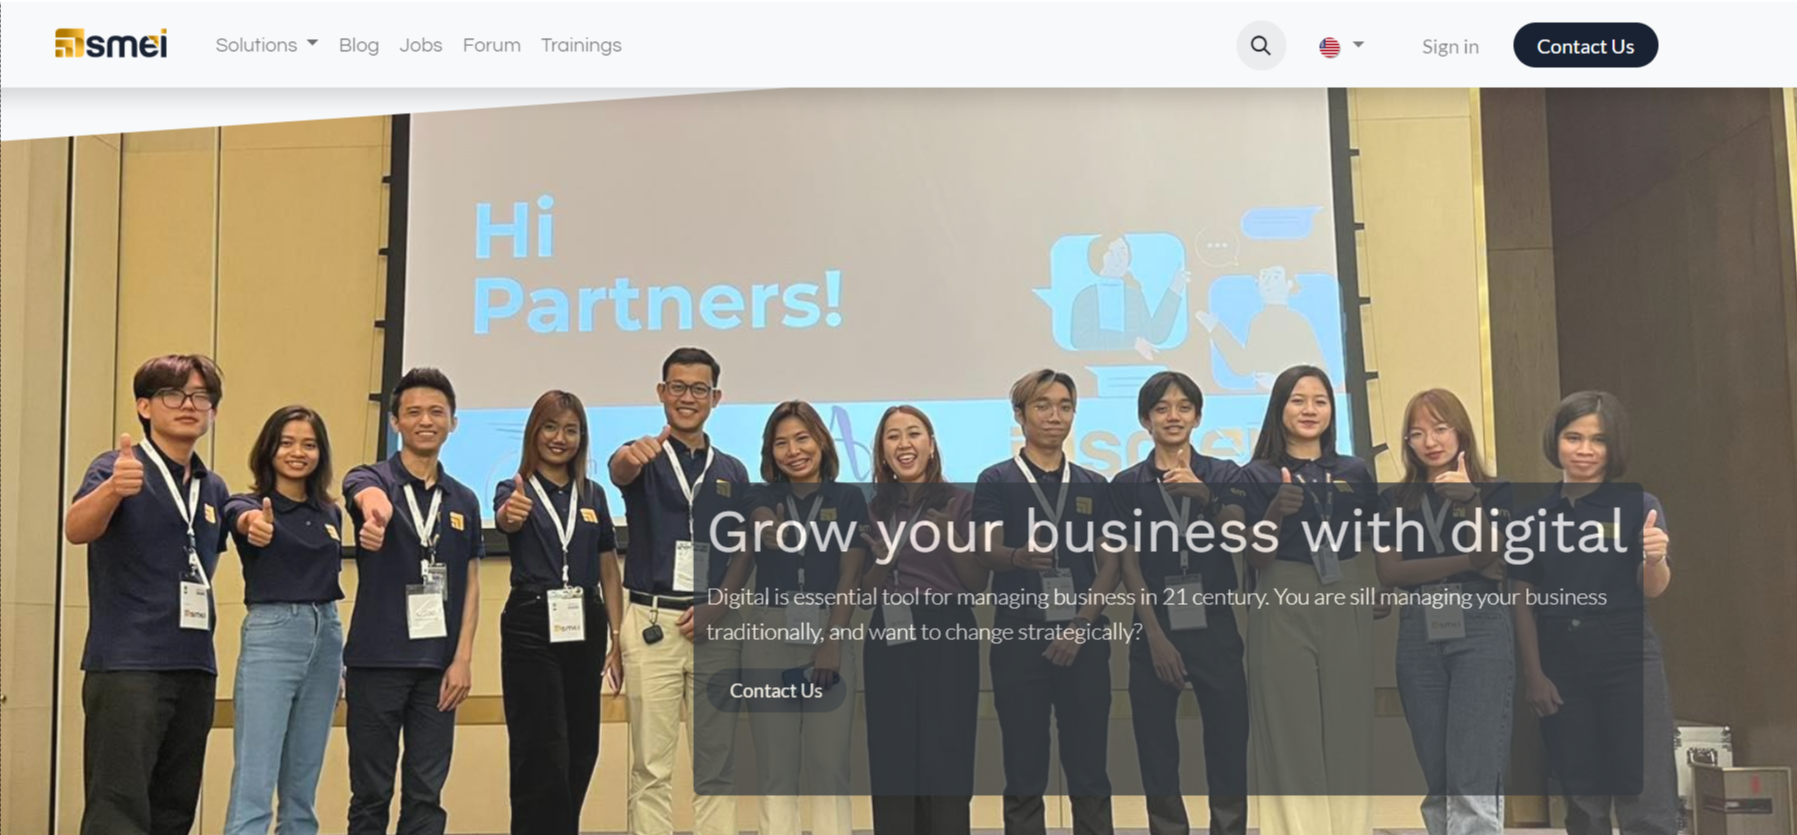 smei
Solutions
Blog
Jobs
Forum
Trainings
Sign in
Contact Us
Hi
Partners!
Grow your business with digital
Digital is essential tool for managing business in 21 century. You are sill managing your business
traditionally, and want to change strategically?
Contact Us